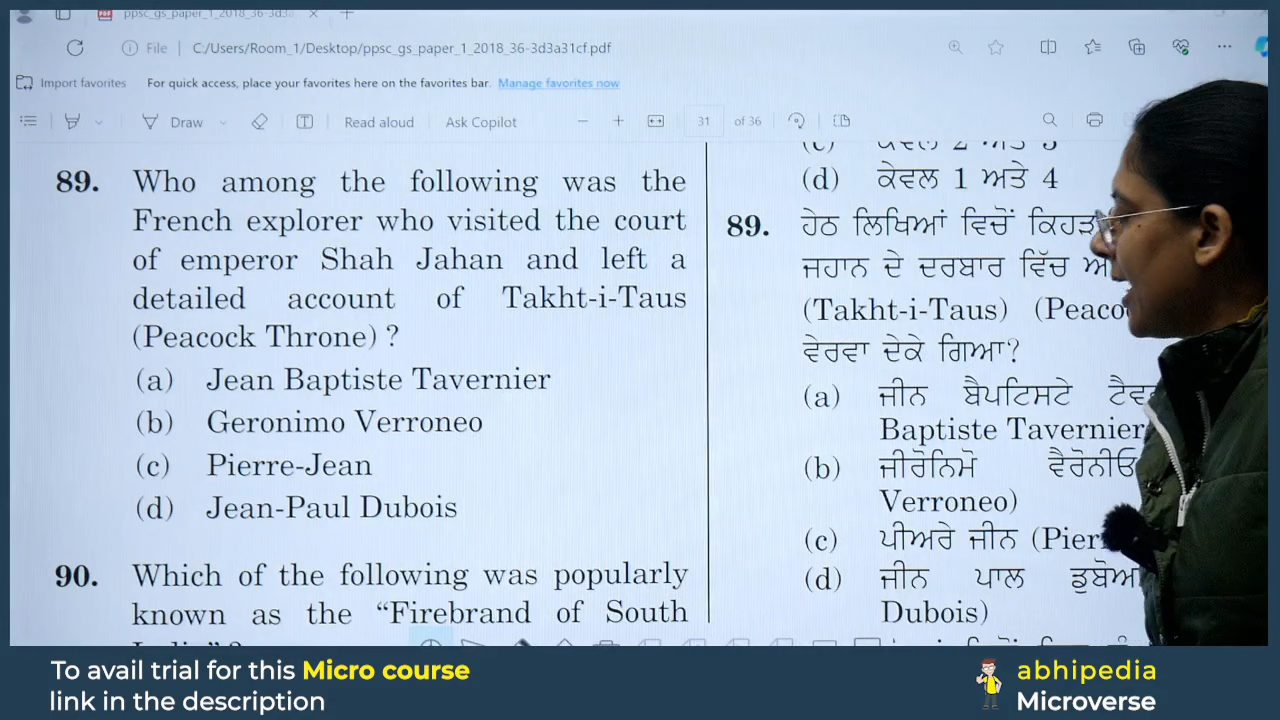 ppsc_gs_paper_1_2018_36-3d3a
File C:/Users/Room_1/Desktop/ppsc_gs_paper_1_2018_36-3d3a31cf.pdf
Import favorites For quick access, place your favorites here on the favorites bar. Manage favorites now
Draw Read aloud Ask Copilot 31 of 36
89. Who among the following was the
French explorer who visited the court
of emperor Shah Jahan and left a
detailed account of Takht-i-Taus
(Peacock Throne) ?
(a) Jean Baptiste Tavernier
(b) Geronimo Verroneo
(c) Pierre-Jean
(d) Jean-Paul Dubois
90. Which of the following was popularly
known as the “Firebrand of South
(d) ਕੇਵਲ 1 ਅਤੇ 4
89. ਹੇਠ ਲਿਖਿਆਂ ਵਿਚੋਂ
ਜਹਾਨ ਦੇ ਦਰਬਾਰ ਵਿੱਚ
(Takht-i-Taus)
ਵੇਰਵਾ ਦੇਕੇ ਗਿਆ?
(a) ਜੀਨ ਬੈਪਟਿਸਟੇ
Baptiste Tavernier
(b) ਜੀਰੋਨਿਮੋ ਵੈਰੋਨੀਓ
Verroneo)
(c) ਪੀਅਰੇ ਜੀਨ
(d) ਜੀਨ ਪਾਲ
Dubois)
To avail trial for this Micro course
link in the description
abhipedia
Microverse